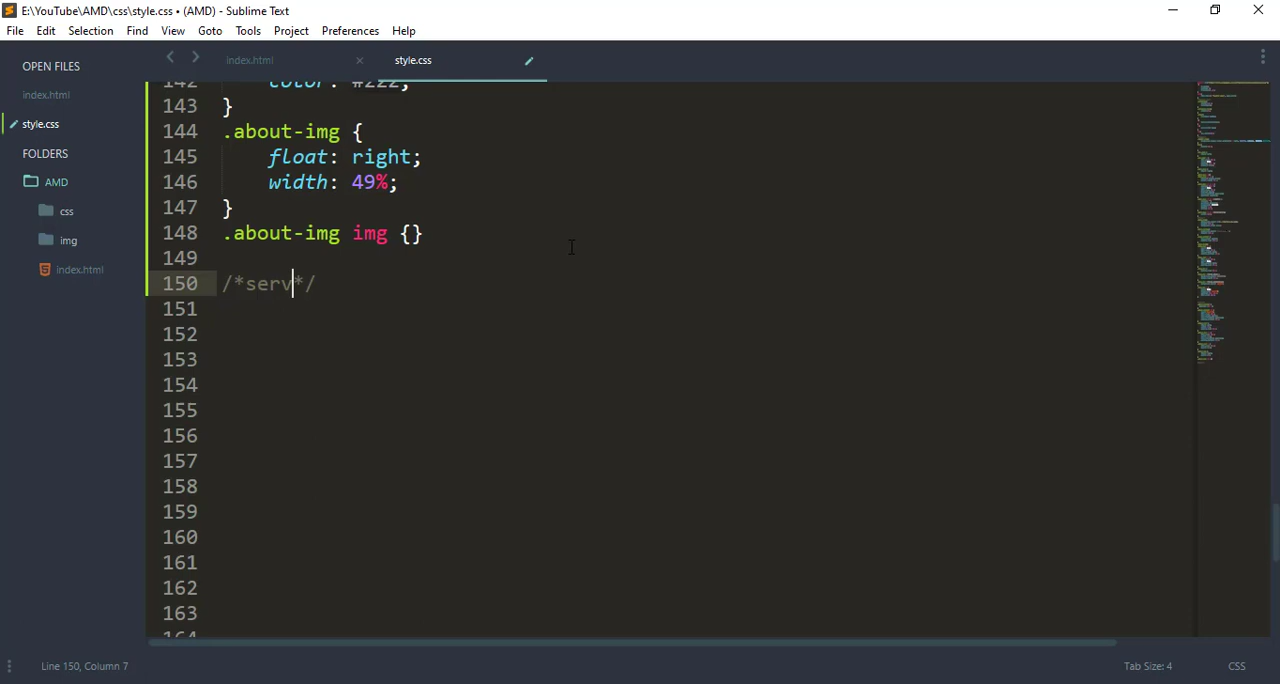 E:\YouTube\AMD\css\style.css • (AMD) - Sublime Text
File Edit Selection Find View Goto Tools Project Preferences Help
OPEN FILES
index.html
style.css
FOLDERS
AMD
css
img
index.html
index.html × style.css
142 color: #222;
143 }
144 .about-img {
145 float: right;
146 width: 49%;
147 }
148 .about-img img {}
149
150 /*serv*/
151
152
153
154
155
156
157
158
159
160
161
162
163
164
Line 150, Column 7 Tab Size: 4 CSS